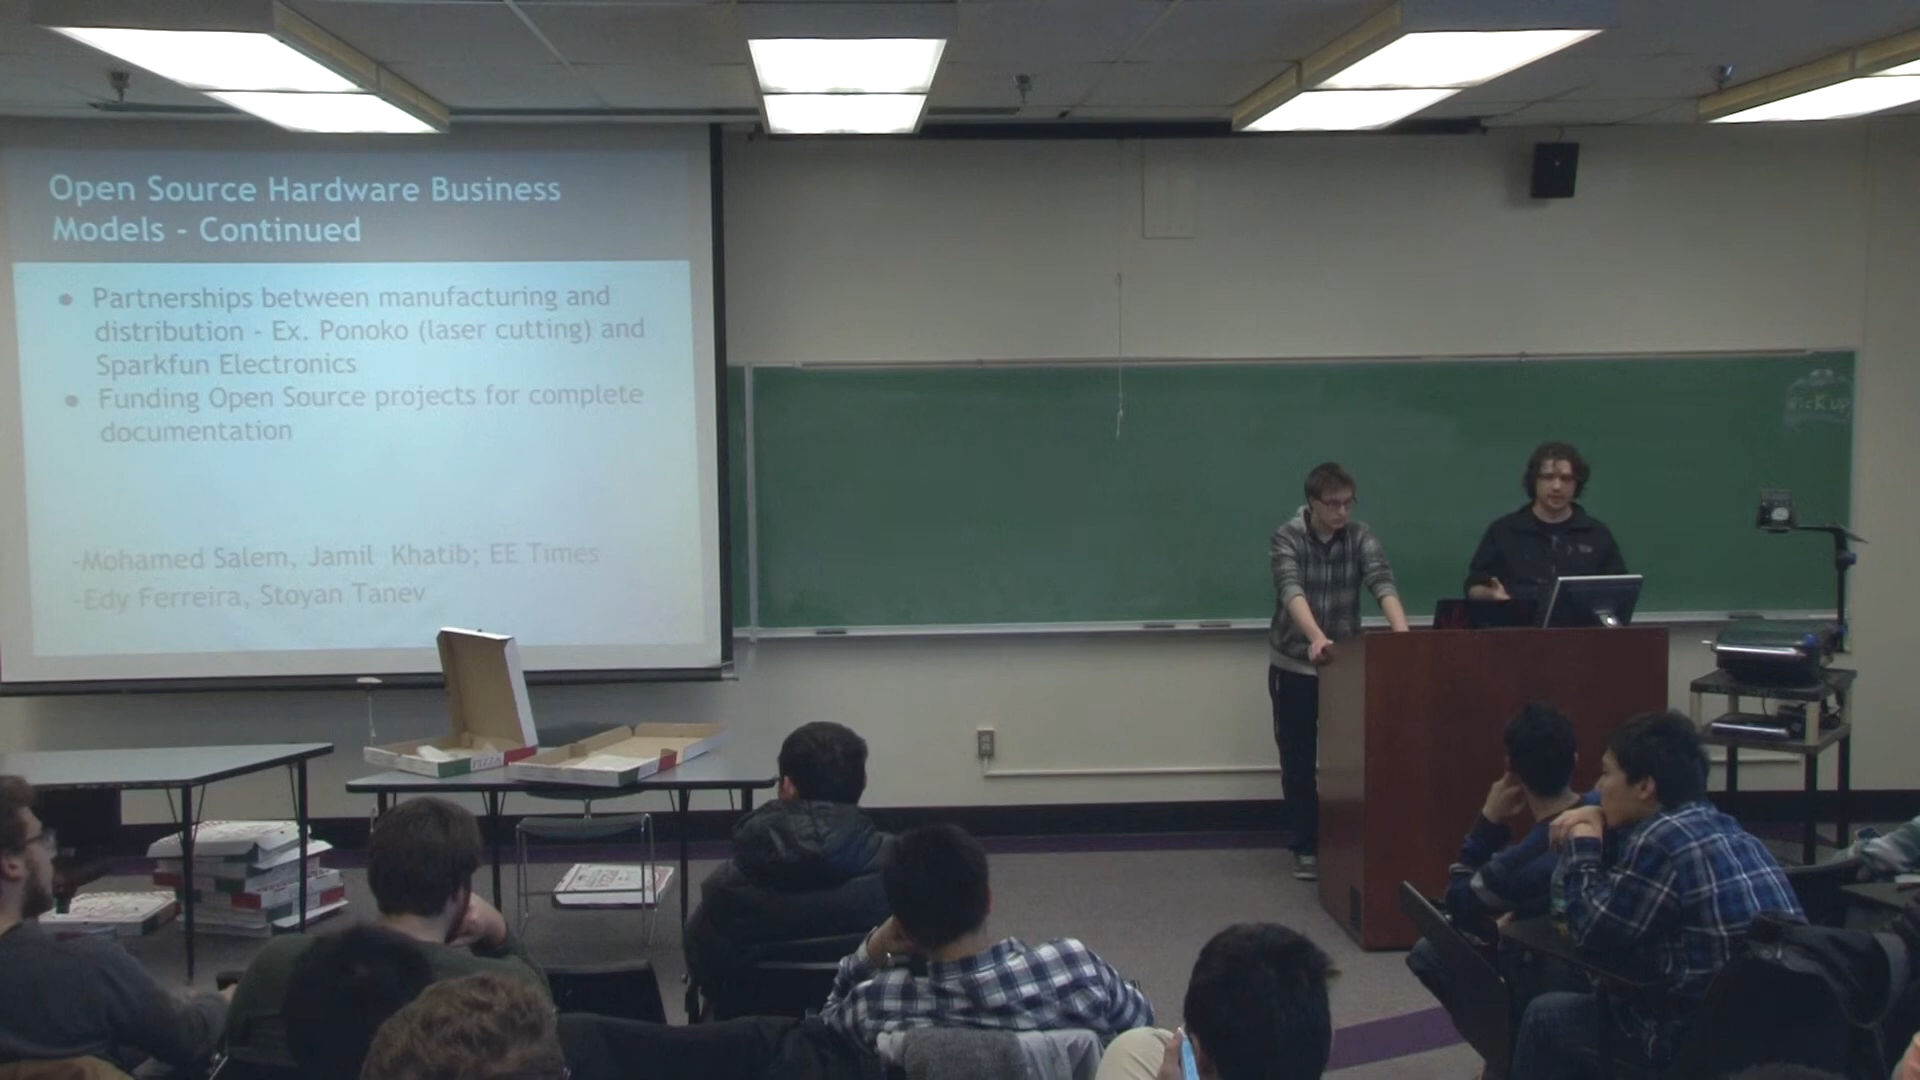 Open Source Hardware Business
Models - Continued
● Partnerships between manufacturing and
distribution - Ex. Ponoko (laser cutting) and
Sparkfun Electronics
● Funding Open Source projects for complete
documentation
-Mohamed Salem, Jamil Khatib; EE Times
-Edy Ferreira, Stoyan Tanev
PIZZA